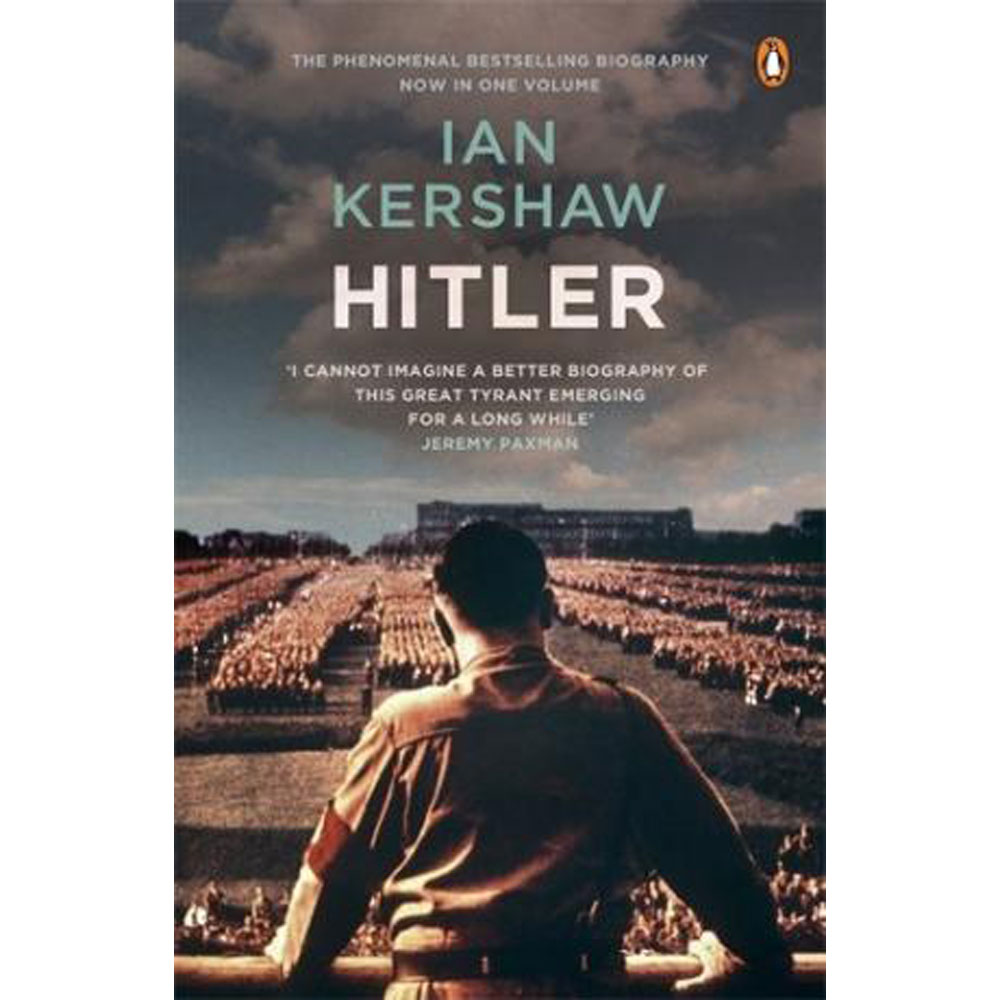 THE PHENOMENAL BESTSELLING BIOGRAPHY
NOW IN ONE VOLUME
IAN
KERSHAW
HITLER
'I CANNOT IMAGINE A BETTER BIOGRAPHY OF
THIS GREAT TYRANT EMERGING
FOR A LONG WHILE'
JEREMY PAXMAN